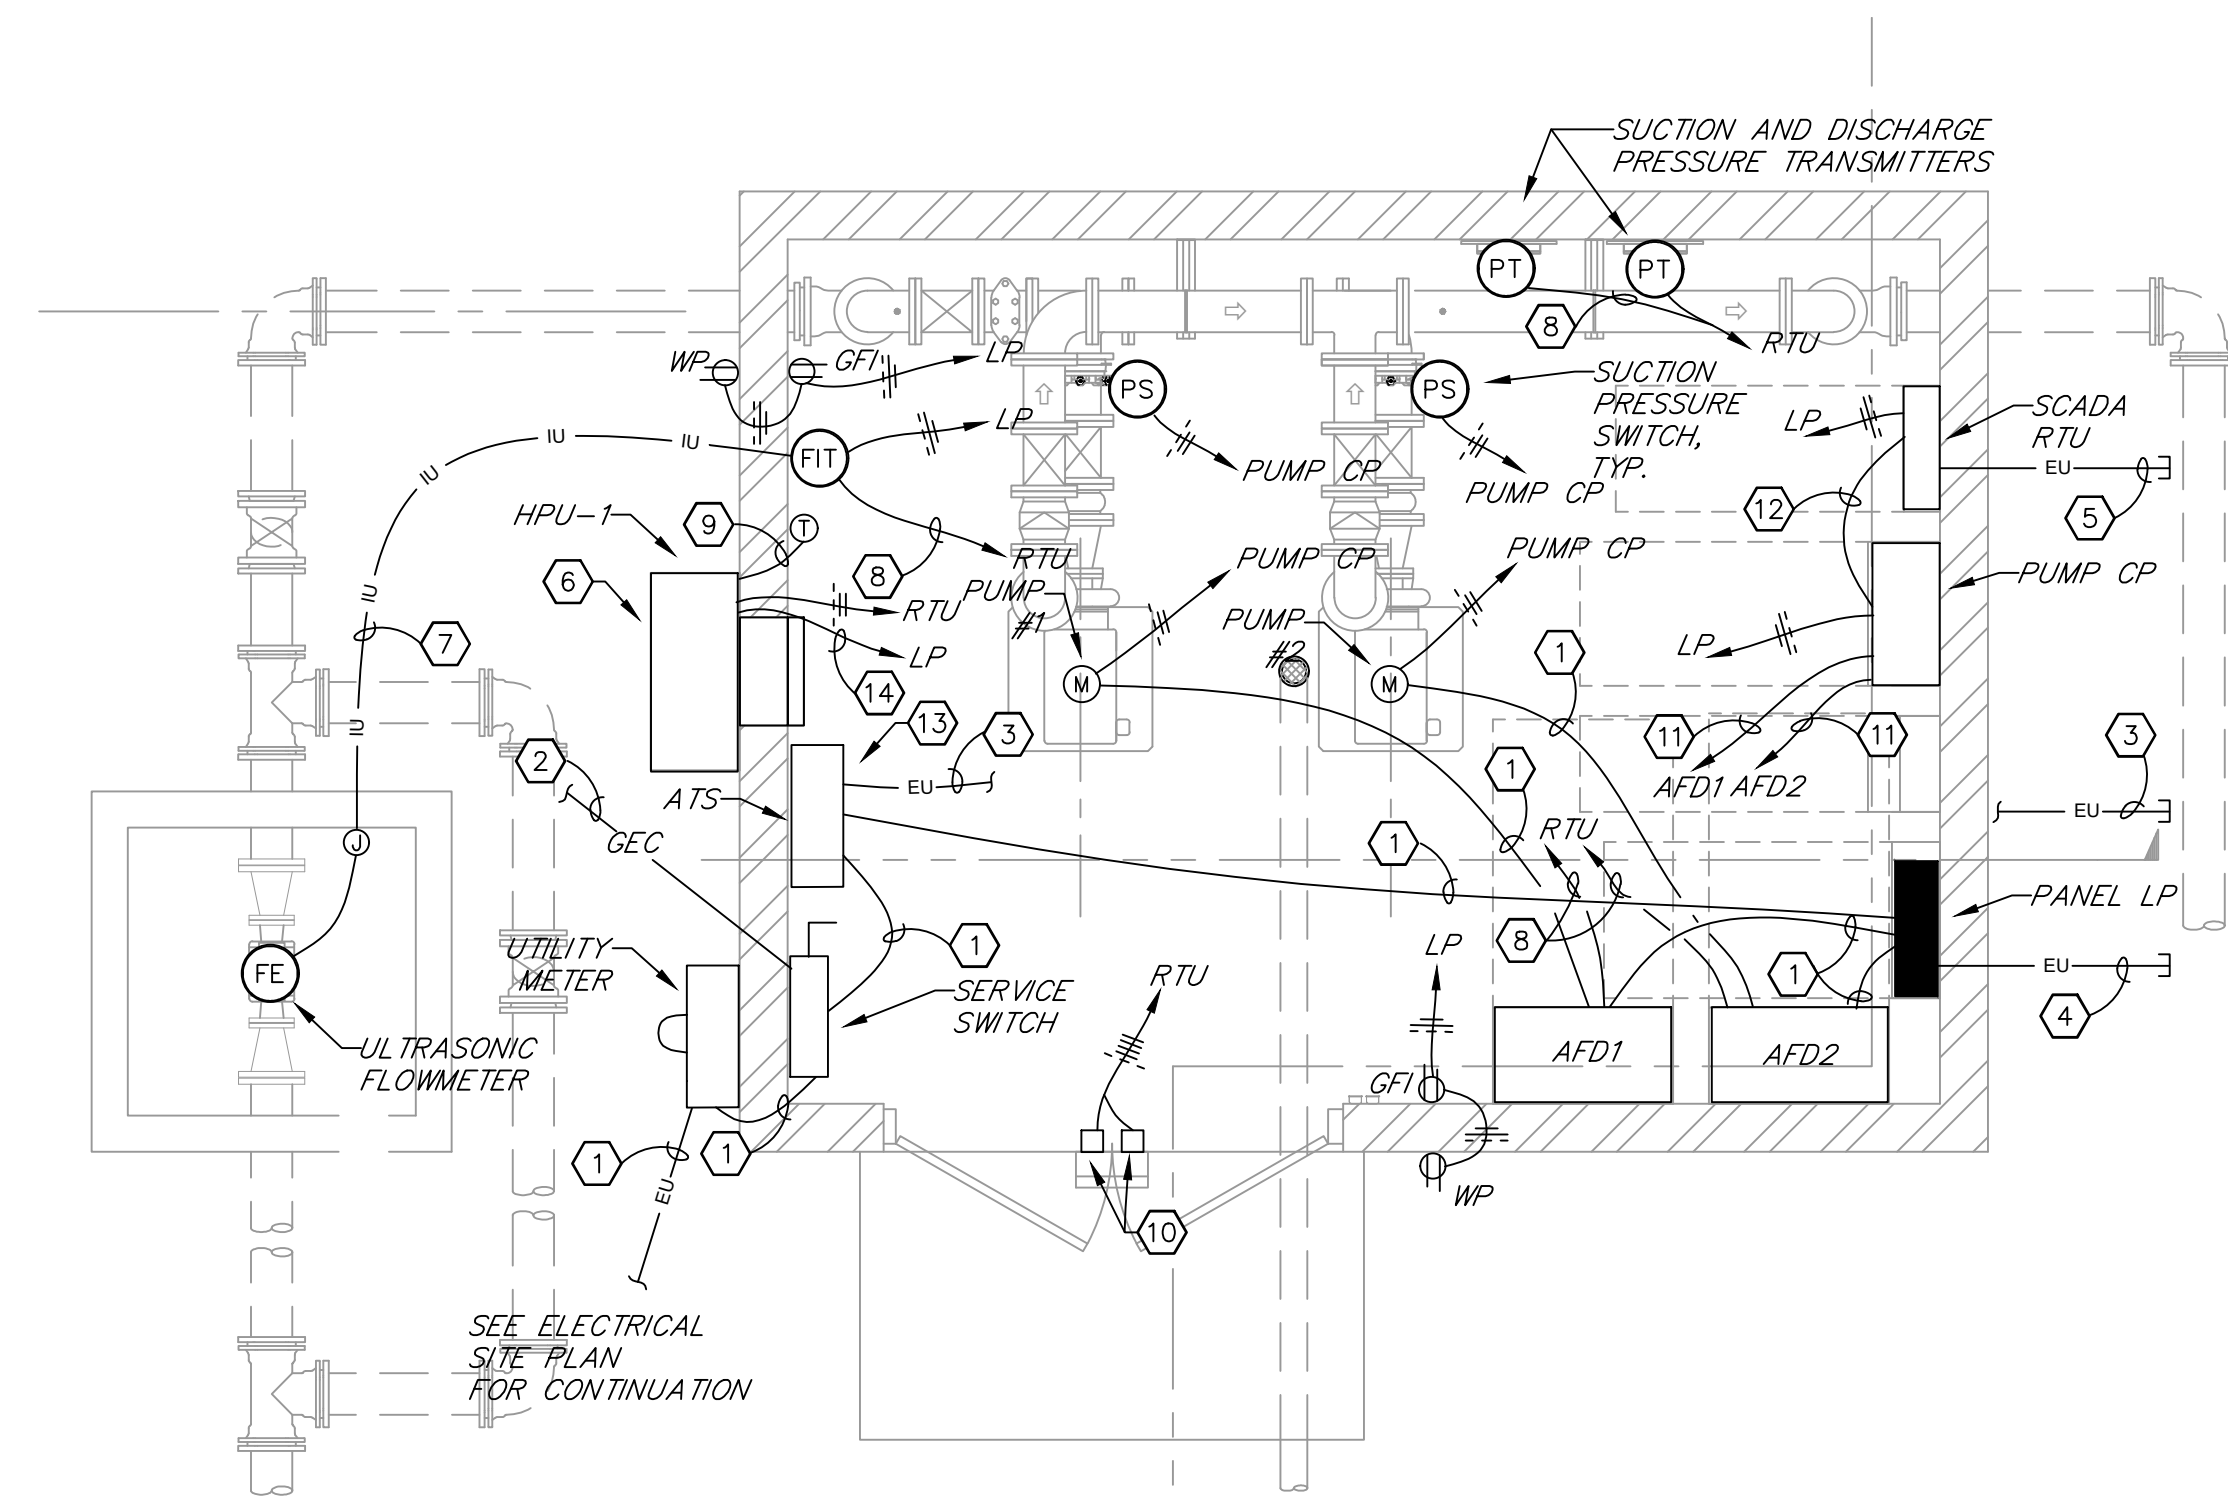 SUCTION AND DISCHARGE
PRESSURE TRANSMITTERS
PT
PT
8
RTU
WP
GFI
LP
PS
PS
SUCTION
PRESSURE
SWITCH,
TYP.
LP
SCADA
RTU
LP
IU
IU
IU
FIT
PUMP CP
PUMP CP
EU
5
12
HPU-1
9
T
6
8
RTU
PUMP
#1
PUMP CP
PUMP CP
PUMP CP
IU
7
RTU
LP
14
PUMP
#2
1
LP
M
M
IU
13
3
11
11
3
2
ATS
EU
1
AFD1
AFD2
EU
J
GEC
1
RTU
PANEL LP
UTILITY
METER
1
8
LP
1
EU
FE
RTU
SERVICE
SWITCH
4
ULTRASONIC
FLOWMETER
AFD1
AFD2
GFI
1
1
EU
WP
10
SEE ELECTRICAL
SITE PLAN
FOR CONTINUATION